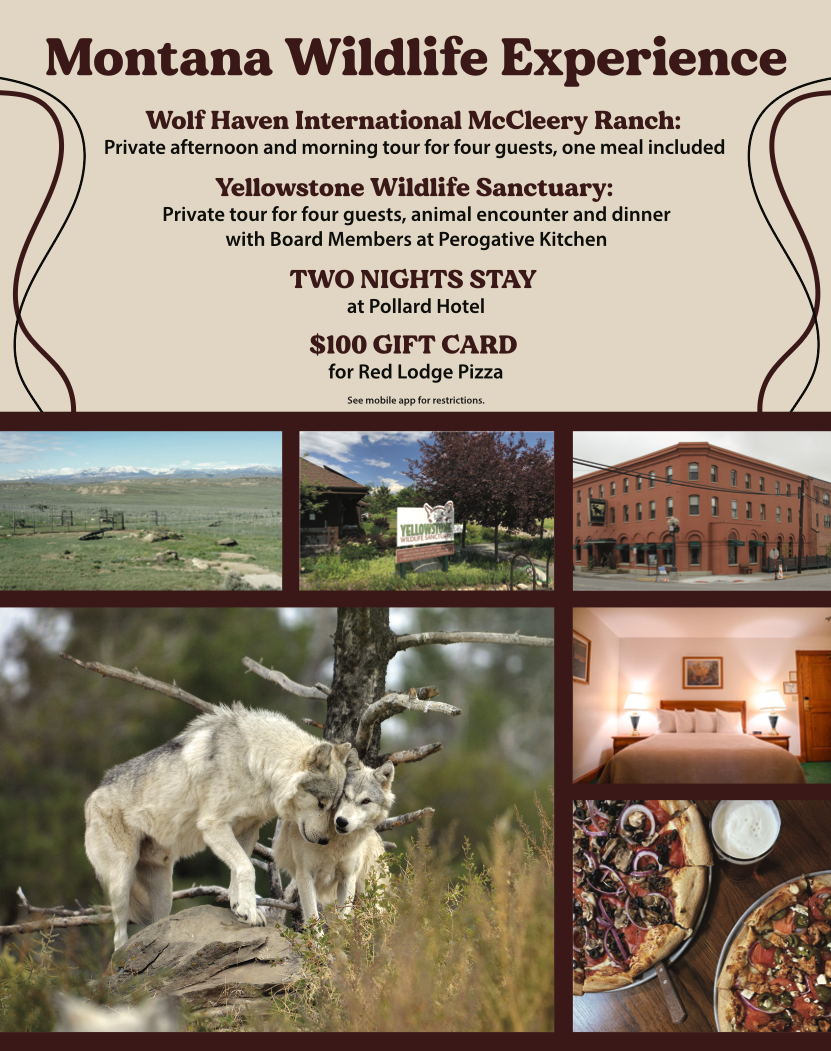 Montana Wildlife Experience
Wolf Haven International McCleery Ranch:
Private afternoon and morning tour for four guests, one meal included
Yellowstone Wildlife Sanctuary:
Private tour for four guests, animal encounter and dinner
with Board Members at Perogative Kitchen
TWO NIGHTS STAY
at Pollard Hotel
$100 GIFT CARD
for Red Lodge Pizza
See mobile app for restrictions.
YELLOWSTONE
WILDLIFE SANCTUARY